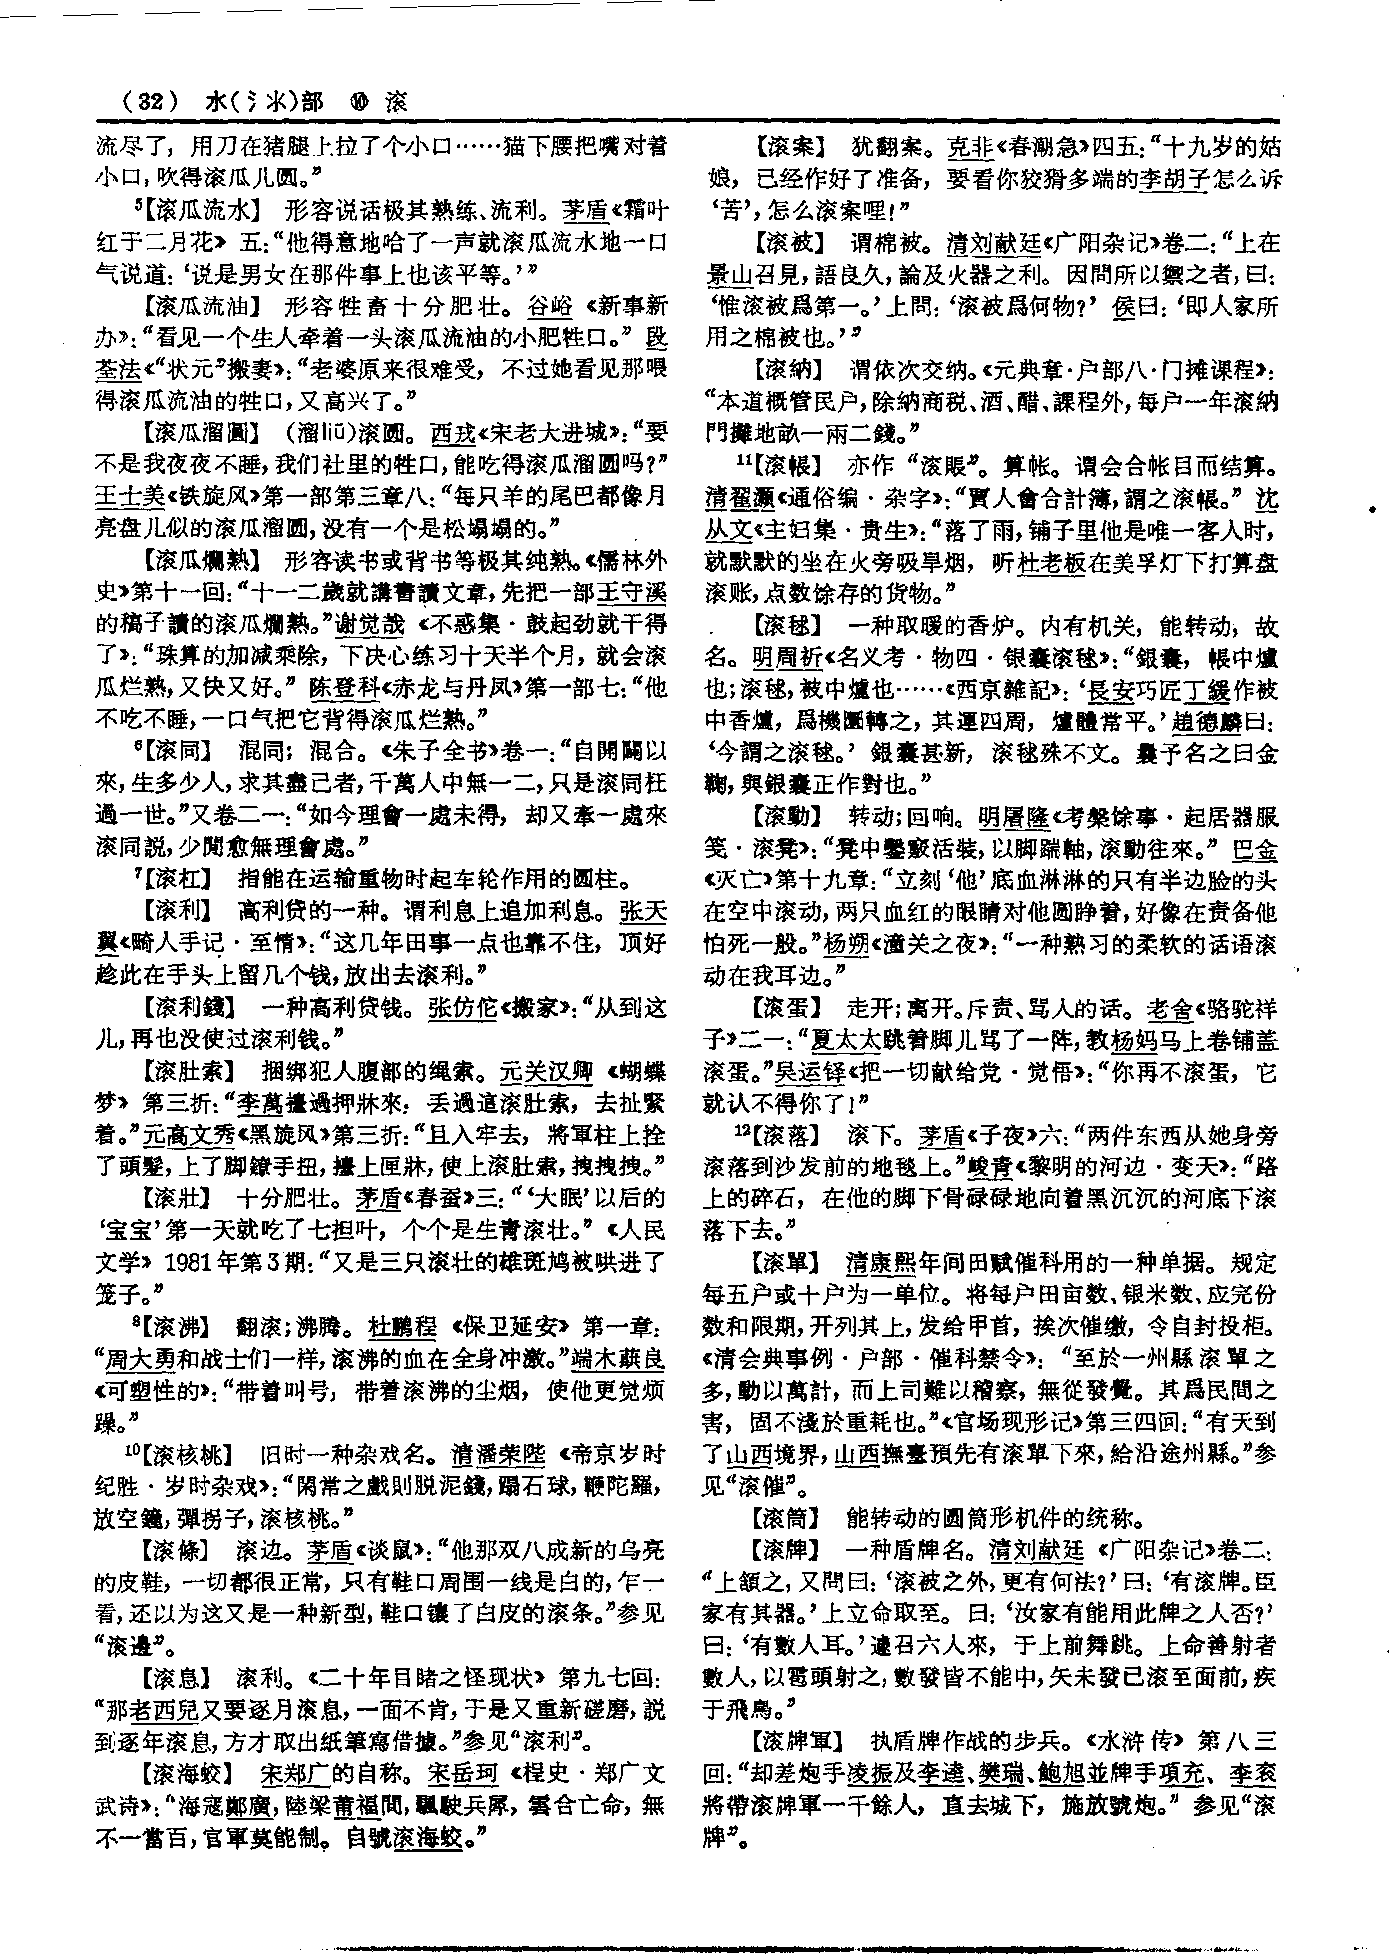 （32） 水(氵氺)部 ⑩ 滚
流尽了，用刀在猪腿上拉了个小口……猫下腰把嘴对着
小口，吹得滚瓜儿圆。”
⁵【滚瓜流水】 形容说话极其熟练、流利。茅盾《霜叶
红于二月花》五：“他得意地哈了一声就滚瓜流水地一口
气说道：‘说是男女在那件事上也该平等。’”
【滚瓜流油】 形容牲畜十分肥壮。谷峪《新事新
办》：“看见一个生人牵着一头滚瓜流油的小肥牲口。”段
荃法《“状元”搬妻》：“老婆原来很难受，不过她看见那喂
得滚瓜流油的牲口，又高兴了。”
【滚瓜溜圓】 (溜liū)滚圆。西戎《宋老大进城》：“要
不是我夜夜不睡，我们社里的牲口，能吃得滚瓜溜圆吗？”
王士美《铁旋风》第一部第三章八：“每只羊的尾巴都像月
亮盘儿似的滚瓜溜圆，没有一个是松塌塌的。”
【滚瓜爛熟】 形容读书或背书等极其纯熟。《儒林外
史》第十一回：“十一二歲就講書讀文章，先把一部王守溪
的稿子讀的滚瓜爛熟。”谢觉哉《不惑集·鼓起劲就干得
了》：“珠算的加减乘除，下决心练习十天半个月，就会滚
瓜烂熟，又快又好。”陈登科《赤龙与丹凤》第一部七：“他
不吃不睡，一口气把它背得滚瓜烂熟。”
⁶【滚同】 混同；混合。《朱子全书》卷一：“自開闢以
來，生多少人，求其盡己者，千萬人中無一二，只是滚同枉
過一世。”又卷二一：“如今理會一處未得，却又牽一處來
滚同説，少間愈無理會處。”
⁷【滚杠】 指能在运输重物时起车轮作用的圆柱。
【滚利】 高利贷的一种。谓利息上追加利息。张天
翼《畸人手记·至情》：“这几年田事一点也靠不住，顶好
趁此在手头上留几个钱，放出去滚利。”
【滚利錢】 一种高利贷钱。张仿佗《搬家》：“从到这
儿，再也没使过滚利钱。”
【滚肚索】 捆绑犯人腹部的绳索。元关汉卿《蝴蝶
梦》第三折：“李萬擡過押牀來，丢過這滚肚索，去扯緊
着。”元高文秀《黑旋风》第三折：“且入牢去，將軍柱上拴
了頭髮，上了脚鐐手扭，擡上匣牀，使上滚肚索，拽拽拽。”
【滚壯】 十分肥壮。茅盾《春蚕》三：“‘大眠’以后的
‘宝宝’第一天就吃了七担叶，个个是生青滚壮。”《人民
文学》1981年第3期：“又是三只滚壮的雄斑鸠被哄进了
笼子。”
⁸【滚沸】 翻滚；沸腾。杜鹏程《保卫延安》第一章：
“周大勇和战士们一样，滚沸的血在全身冲激。”端木蕻良
《可塑性的》：“带着叫号，带着滚沸的尘烟，使他更觉烦
躁。”
¹⁰【滚核桃】 旧时一种杂戏名。清潘荣陛《帝京岁时
纪胜·岁时杂戏》：“閑常之戲則脱泥錢，蹋石球，鞭陀羅，
放空鐘，彈拐子，滚核桃。”
【滚條】 滚边。茅盾《谈鼠》：“他那双八成新的乌亮
的皮鞋，一切都很正常，只有鞋口周围一线是白的，乍一
看，还以为这又是一种新型，鞋口镶了白皮的滚条。”参见
“滚邊”。
【滚息】 滚利。《二十年目睹之怪现状》第九七回：
“那老西兒又要逐月滚息，一面不肯，于是又重新磋磨，説
到逐年滚息，方才取出紙筆寫借據。”参见“滚利”。
【滚海蛟】 宋郑广的自称。宋岳珂《桯史·郑广文
武诗》：“海寇鄭廣，陸梁莆福間，颿駛兵犀，雲合亡命，無
不一當百，官軍莫能制。自號滚海蛟。”
【滚案】 犹翻案。克非《春潮急》四五：“十九岁的姑
娘，已经作好了准备，要看你狡猾多端的李胡子怎么诉
‘苦’，怎么滚案哩！”
【滚被】 谓棉被。清刘献廷《广阳杂记》卷二：“上在
景山召見，語良久，論及火器之利。因問所以禦之者，曰：
‘惟滚被爲第一。’上問：‘滚被爲何物？’侯曰：‘即人家所
用之棉被也。’”
【滚納】 谓依次交纳。《元典章·户部八·门摊课程》：
“本道概管民户，除納商税、酒、醋、課程外，每户一年滚納
門攤地畝一兩二錢。”
¹¹【滚帳】 亦作“滚賬”。算帐。谓会合帐目而结算。
清翟灏《通俗编·杂字》：“賈人會合計簿，謂之滚帳。”沈
从文《主妇集·贵生》：“落了雨，铺子里他是唯一客人时，
就默默的坐在火旁吸旱烟，听杜老板在美孚灯下打算盘
滚账，点数馀存的货物。”
【滚毬】 一种取暖的香炉。内有机关，能转动，故
名。明周祈《名义考·物四·银囊滚毬》：“銀囊，帳中爐
也；滚毬，被中爐也……《西京雜記》：‘長安巧匠丁緩作被
中香爐，爲機圜轉之，其運四周，爐體常平。’趙德麟曰：
‘今謂之滚毬。’銀囊甚新，滚毬殊不文。曩予名之曰金
鞠，與銀囊正作對也。”
【滚動】 转动；回响。明屠隆《考槃馀事·起居器服
笺·滚凳》：“凳中鑿竅活裝，以脚踹軸，滚動往來。”巴金
《灭亡》第十九章：“立刻‘他’底血淋淋的只有半边脸的头
在空中滚动，两只血红的眼睛对他圆睁着，好像在责备他
怕死一般。”杨朔《潼关之夜》：“一种熟习的柔软的话语滚
动在我耳边。”
【滚蛋】 走开；离开。斥责、骂人的话。老舍《骆驼祥
子》二一：“夏太太跳着脚儿骂了一阵，教杨妈马上卷铺盖
滚蛋。”吴运铎《把一切献给党·觉悟》：“你再不滚蛋，它
就认不得你了！”
¹²【滚落】 滚下。茅盾《子夜》六：“两件东西从她身旁
滚落到沙发前的地毯上。”峻青《黎明的河边·变天》：“路
上的碎石，在他的脚下骨碌碌地向着黑沉沉的河底下滚
落下去。”
【滚單】 清康熙年间田赋催科用的一种单据。规定
每五户或十户为一单位。将每户田亩数、银米数、应完份
数和限期，开列其上，发给甲首，挨次催缴，令自封投柜。
《清会典事例·户部·催科禁令》：“至於一州縣滚單之
多，動以萬計，而上司難以稽察，無從發覺。其爲民間之
害，固不淺於重耗也。”《官场现形记》第三四回：“有天到
了山西境界，山西撫臺預先有滚單下來，給沿途州縣。”参
见“滚催”。
【滚筒】 能转动的圆筒形机件的统称。
【滚牌】 一种盾牌名。清刘献廷《广阳杂记》卷二：
“上頷之，又問曰：‘滚被之外，更有何法？’曰：‘有滚牌。臣
家有其器。’上立命取至。曰：‘汝家有能用此牌之人否？’
曰：‘有數人耳。’遽召六人來，于上前舞跳。上命善射者
數人，以雹頭射之，數發皆不能中，矢未發已滚至面前，疾
于飛鳥。”
【滚牌軍】 执盾牌作战的步兵。《水浒传》第八三
回：“却差炮手凌振及李逵、樊瑞、鮑旭並牌手項充、李衮
將帶滚牌軍一千餘人，直去城下，施放號炮。”参见“滚
牌”。